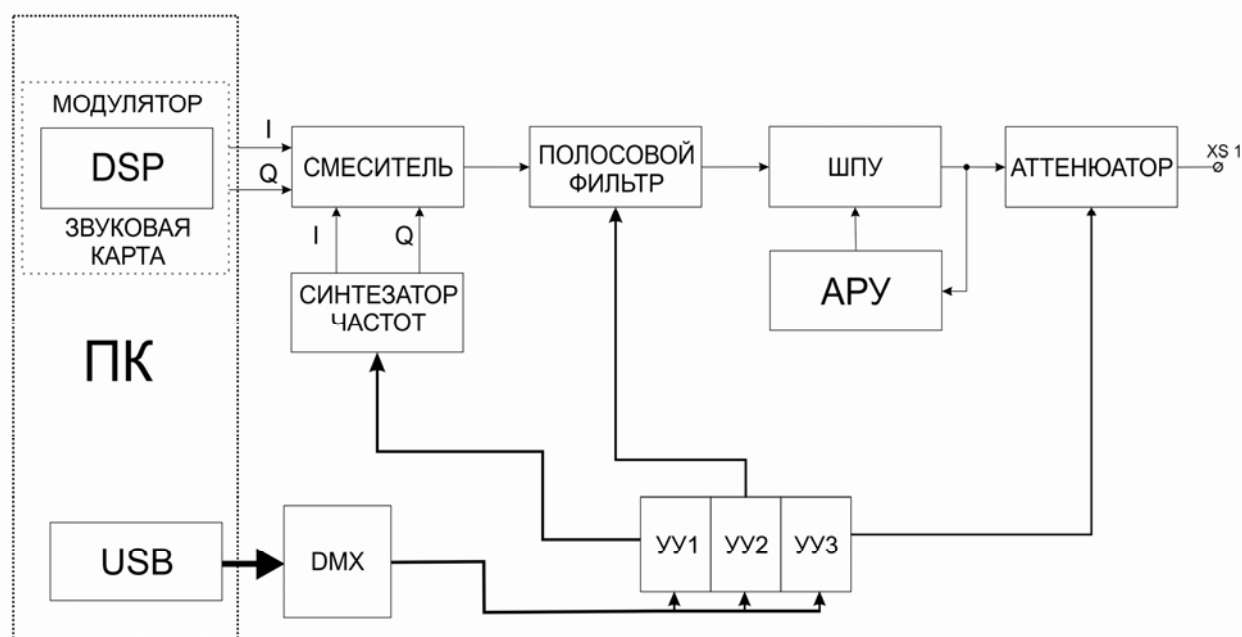 МОДУЛЯТОР
DSP
ЗВУКОВАЯ
КАРТА
ПК
USB
I
Q
СМЕСИТЕЛЬ
I
Q
СИНТЕЗАТОР
ЧАСТОТ
ПОЛОСОВОЙ
ФИЛЬТР
ШПУ
АРУ
АТТЕНЮАТОР
XS 1
DMX
УУ1
УУ2
УУ3